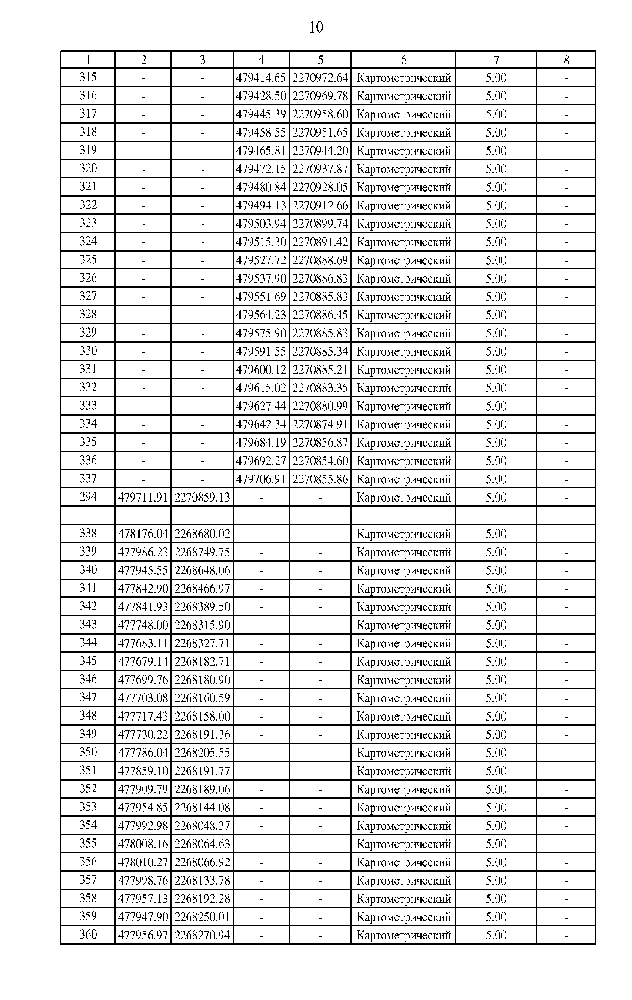 10
1 2 3 4 5 6 7 8
315 - - 479414.65 2270972.64 Картометрический 5.00 -
316 - - 479428.50 2270969.78 Картометрический 5.00 -
317 - - 479445.39 2270958.60 Картометрический 5.00 -
318 - - 479458.55 2270951.65 Картометрический 5.00 -
319 - - 479465.81 2270944.20 Картометрический 5.00 -
320 - - 479472.15 2270937.87 Картометрический 5.00 -
321 - - 479480.84 2270928.05 Картометрический 5.00 -
322 - - 479494.13 2270912.66 Картометрический 5.00 -
323 - - 479503.94 2270899.74 Картометрический 5.00 -
324 - - 479515.30 2270891.42 Картометрический 5.00 -
325 - - 479527.72 2270888.69 Картометрический 5.00 -
326 - - 479537.90 2270886.83 Картометрический 5.00 -
327 - - 479551.69 2270885.83 Картометрический 5.00 -
328 - - 479564.23 2270886.45 Картометрический 5.00 -
329 - - 479575.90 2270885.83 Картометрический 5.00 -
330 - - 479591.55 2270885.34 Картометрический 5.00 -
331 - - 479600.12 2270885.21 Картометрический 5.00 -
332 - - 479615.02 2270883.35 Картометрический 5.00 -
333 - - 479627.44 2270880.99 Картометрический 5.00 -
334 - - 479642.34 2270874.91 Картометрический 5.00 -
335 - - 479684.19 2270856.87 Картометрический 5.00 -
336 - - 479692.27 2270854.60 Картометрический 5.00 -
337 - - 479706.91 2270855.86 Картометрический 5.00 -
294 479711.91 2270859.13 - - Картометрический 5.00 -
338 478176.04 2268680.02 - - Картометрический 5.00 -
339 477986.23 2268749.75 - - Картометрический 5.00 -
340 477945.55 2268648.06 - - Картометрический 5.00 -
341 477842.90 2268466.97 - - Картометрический 5.00 -
342 477841.93 2268389.50 - - Картометрический 5.00 -
343 477748.00 2268315.90 - - Картометрический 5.00 -
344 477683.11 2268327.71 - - Картометрический 5.00 -
345 477679.14 2268182.71 - - Картометрический 5.00 -
346 477699.76 2268180.90 - - Картометрический 5.00 -
347 477703.08 2268160.59 - - Картометрический 5.00 -
348 477717.43 2268158.00 - - Картометрический 5.00 -
349 477730.22 2268191.36 - - Картометрический 5.00 -
350 477786.04 2268205.55 - - Картометрический 5.00 -
351 477859.10 2268191.77 - - Картометрический 5.00 -
352 477909.79 2268189.06 - - Картометрический 5.00 -
353 477954.85 2268144.08 - - Картометрический 5.00 -
354 477992.98 2268048.37 - - Картометрический 5.00 -
355 478008.16 2268064.63 - - Картометрический 5.00 -
356 478010.27 2268066.92 - - Картометрический 5.00 -
357 477998.76 2268133.78 - - Картометрический 5.00 -
358 477957.13 2268192.28 - - Картометрический 5.00 -
359 477947.90 2268250.01 - - Картометрический 5.00 -
360 477956.97 2268270.94 - - Картометрический 5.00 -